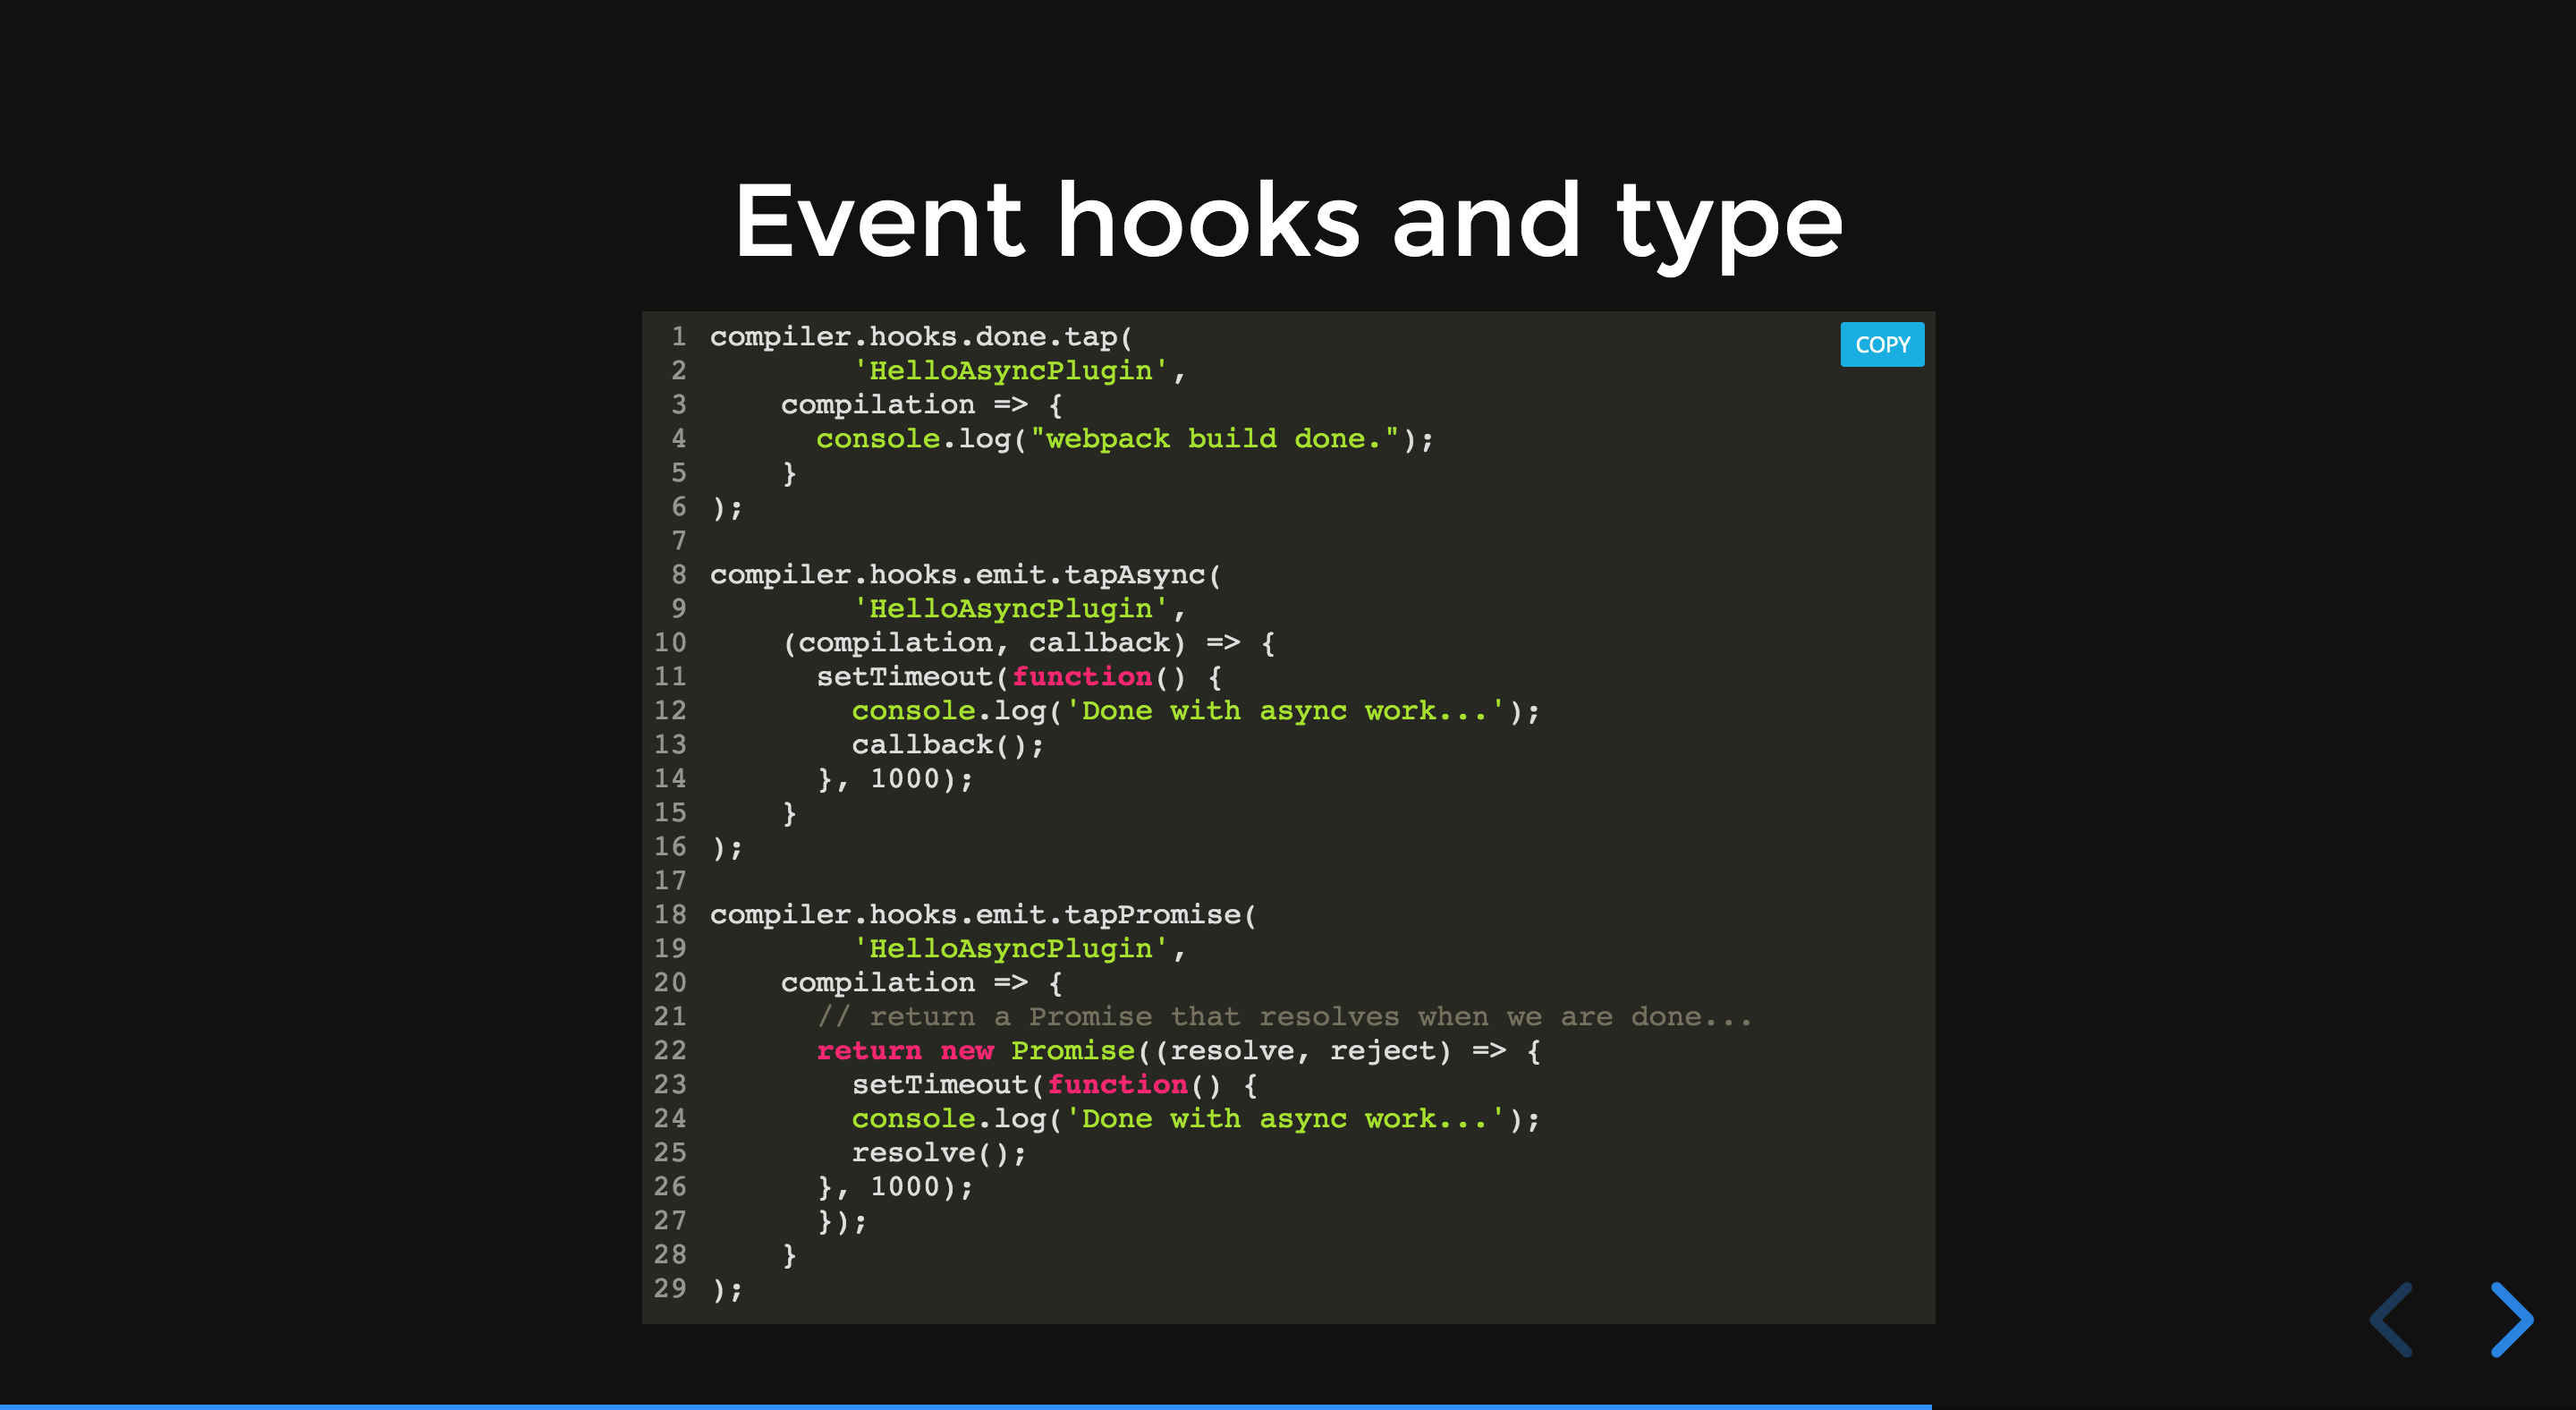 Event hooks and type
COPY
1 compiler.hooks.done.tap(
2         'HelloAsyncPlugin',
3     compilation => {
4       console.log("webpack build done.");
5     }
6 );
7
8 compiler.hooks.emit.tapAsync(
9         'HelloAsyncPlugin',
10     (compilation, callback) => {
11       setTimeout(function() {
12         console.log('Done with async work...');
13         callback();
14       }, 1000);
15     }
16 );
17
18 compiler.hooks.emit.tapPromise(
19         'HelloAsyncPlugin',
20     compilation => {
21       // return a Promise that resolves when we are done...
22       return new Promise((resolve, reject) => {
23         setTimeout(function() {
24         console.log('Done with async work...');
25         resolve();
26       }, 1000);
27       });
28     }
29 );